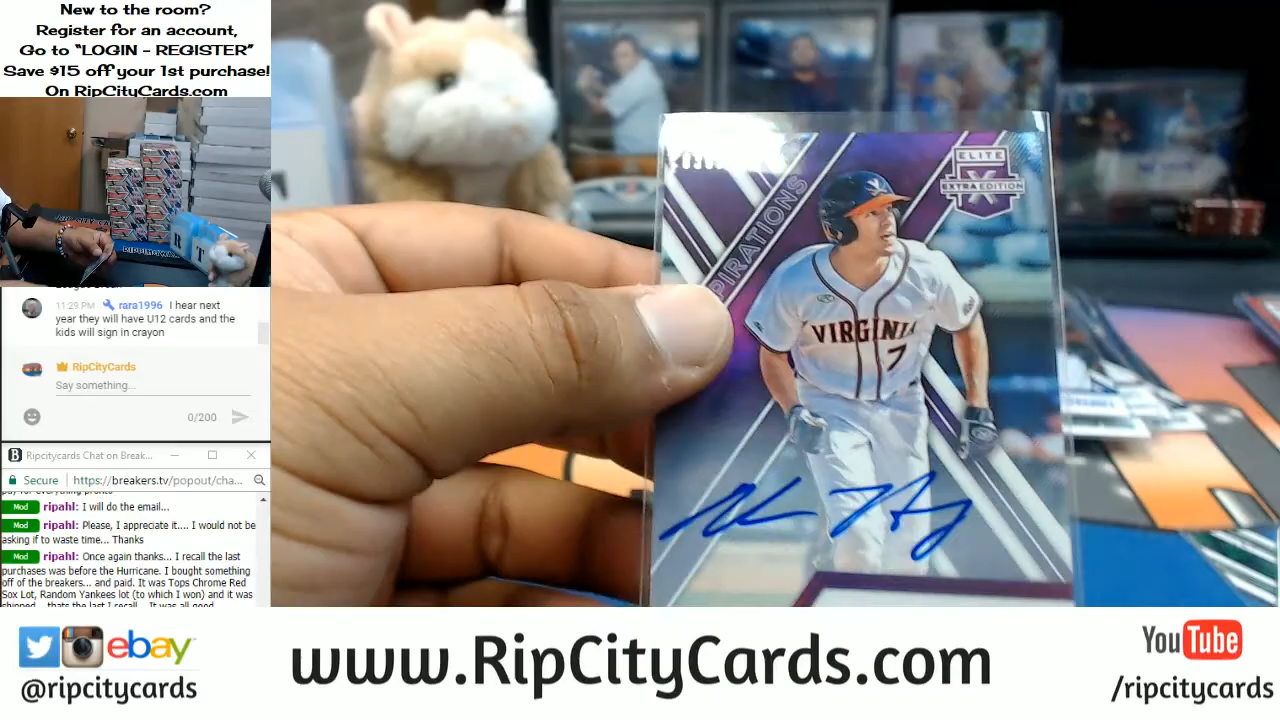 New to the room?
Register for an account,
Go to “LOGIN - REGISTER”
Save $15 off your 1st purchase!
On RipCityCards.com
11:29 PM rara1996 I hear next
year they will have U12 cards and the
kids will sign in crayon
RipCityCards
Say something...
0/200
Ripcitycards Chat on Break...
Secure https://breakers.tv/popout/cha...
Mod ripahl: I will do the email...
Mod ripahl: Please, I appreciate it.... I would not be
asking if to waste time... Thanks
Mod ripahl: Once again thanks... I recall the last
purchases was before the Hurricane. I bought something
off of the breakers... and paid. It was Tops Chrome Red
Sox Lot, Random Yankees lot (to which I won) and it was
ELITE
X
EXTRA EDITION
PIRATIONS
VIRGINIA
7
ebay
@ripcitycards
www.RipCityCards.com
YouTube
/ripcitycards